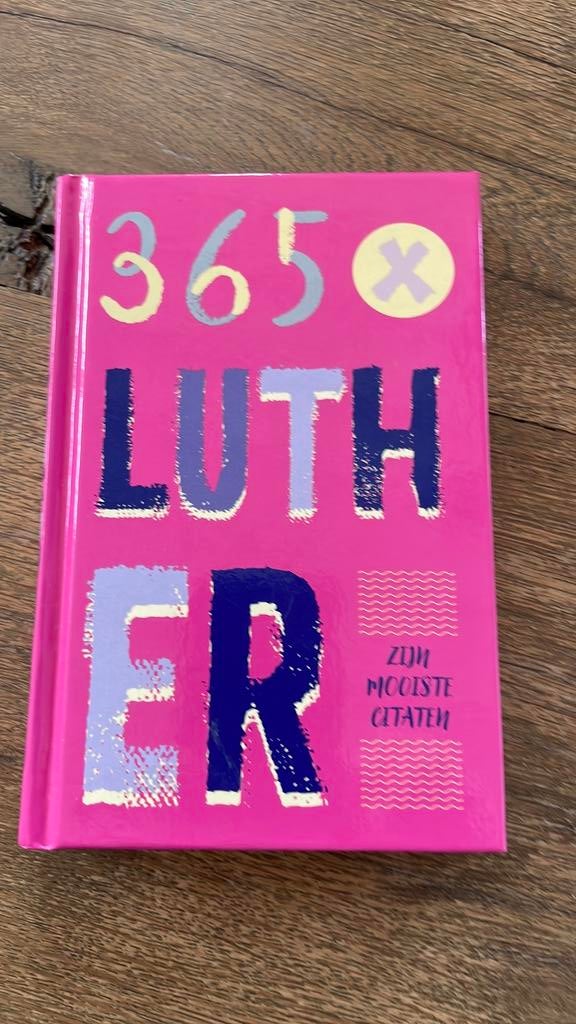 365 X
LUTH
ER
ZIJN
MOOISTE
CITATEN